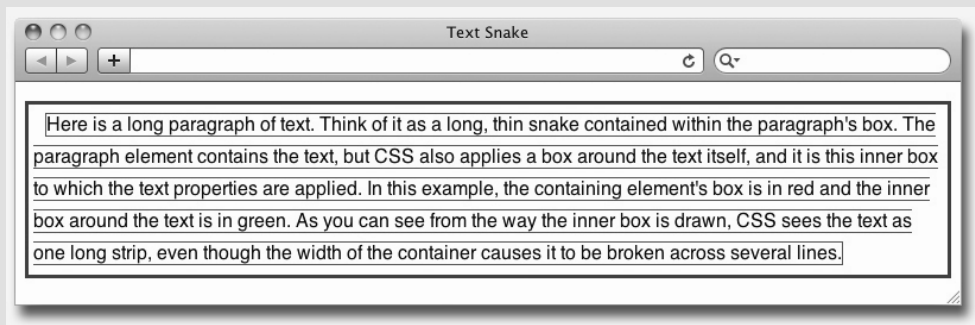 Text Snake
Here is a long paragraph of text. Think of it as a long, thin snake contained within the paragraph's box. The
paragraph element contains the text, but CSS also applies a box around the text itself, and it is this inner box
to which the text properties are applied. In this example, the containing element's box is in red and the inner
box around the text is in green. As you can see from the way the inner box is drawn, CSS sees the text as
one long strip, even though the width of the container causes it to be broken across several lines.